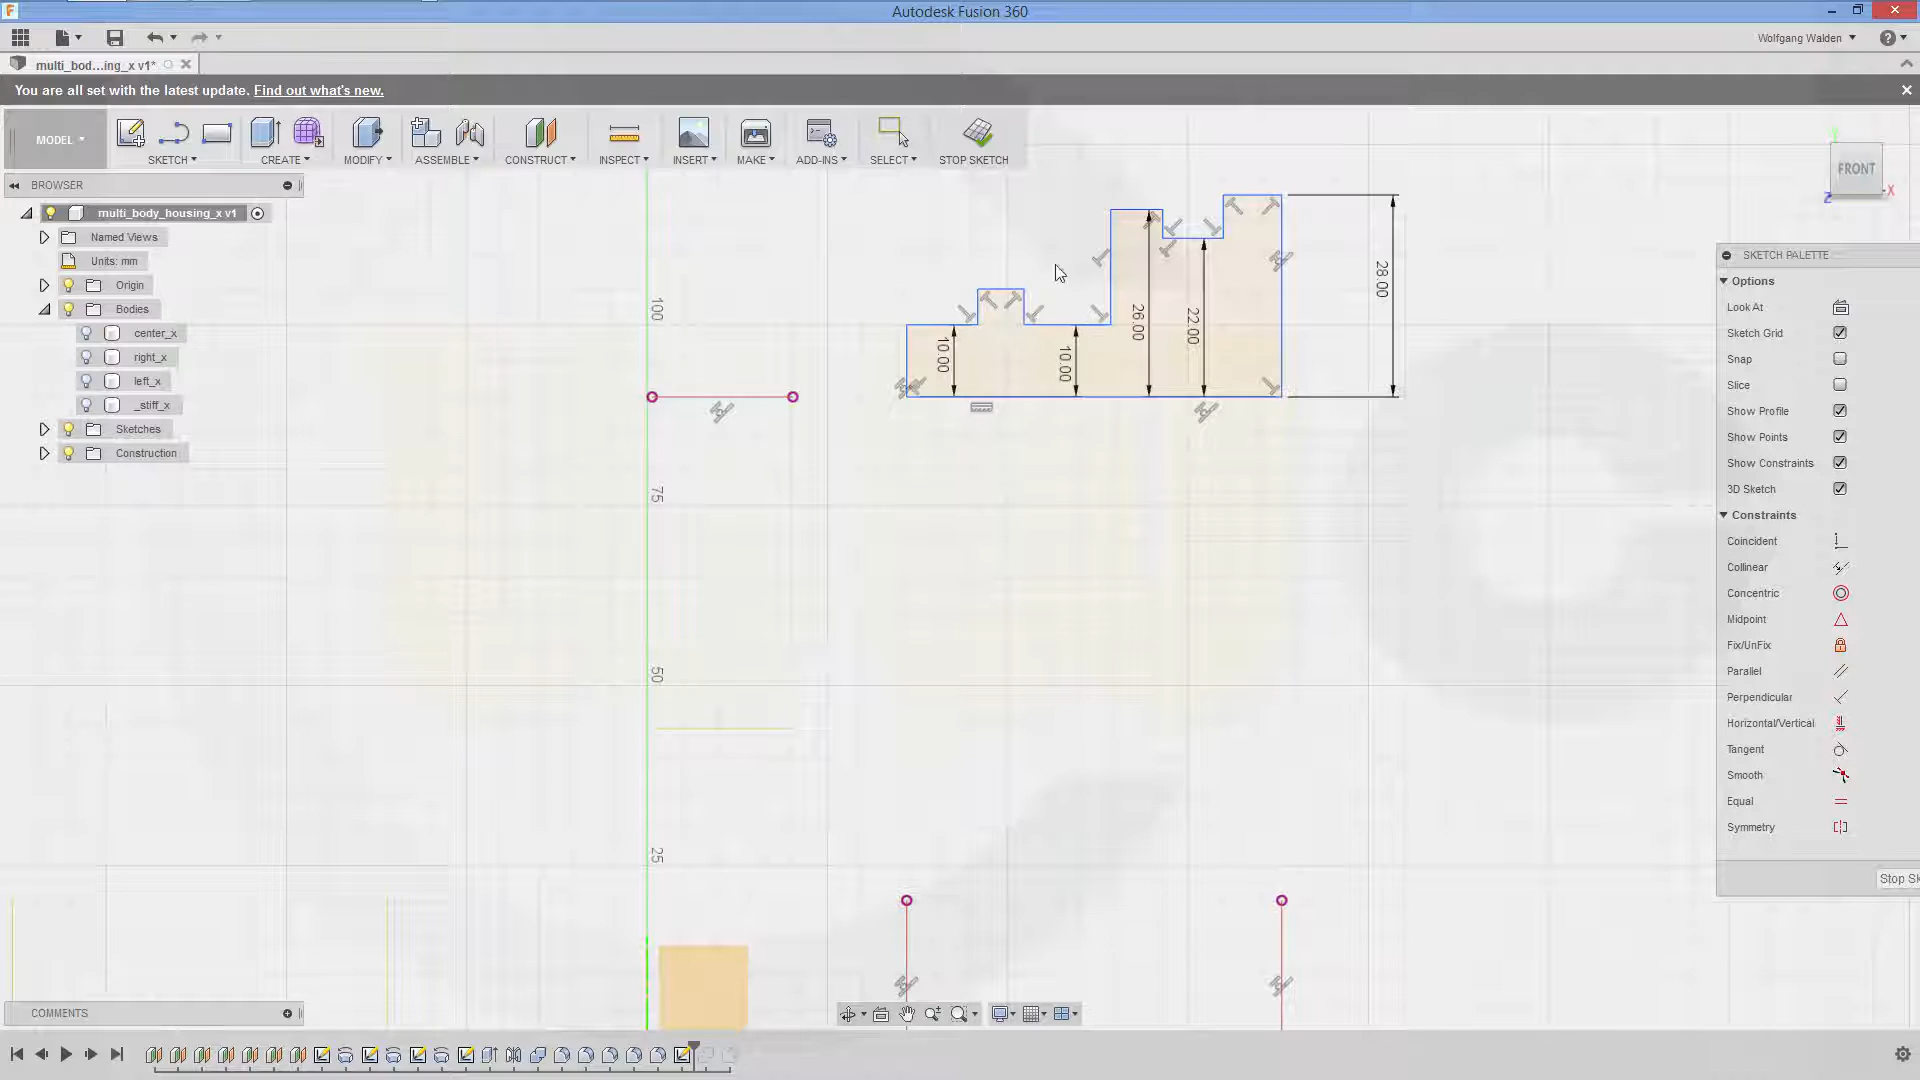 Autodesk Fusion 360
Wolfgang Walden
multi_bod...ing_x v1*
You are all set with the latest update. Find out what's new.
MODEL
SKETCH
CREATE
MODIFY
ASSEMBLE
CONSTRUCT
INSPECT
INSERT
MAKE
ADD-INS
SELECT
STOP SKETCH
BROWSER
multi_body_housing_x v1
Named Views
Units: mm
Origin
Bodies
center_x
right_x
left_x
_stiff_x
Sketches
Construction
100
75
50
25
10.00
10.00
26.00
22.00
28.00
FRONT
X
Y
Z
SKETCH PALETTE
Options
Look At
Sketch Grid
Snap
Slice
Show Profile
Show Points
Show Constraints
3D Sketch
Constraints
Coincident
Collinear
Concentric
Midpoint
Fix/UnFix
Parallel
Perpendicular
Horizontal/Vertical
Tangent
Smooth
Equal
Symmetry
Stop Sk
COMMENTS